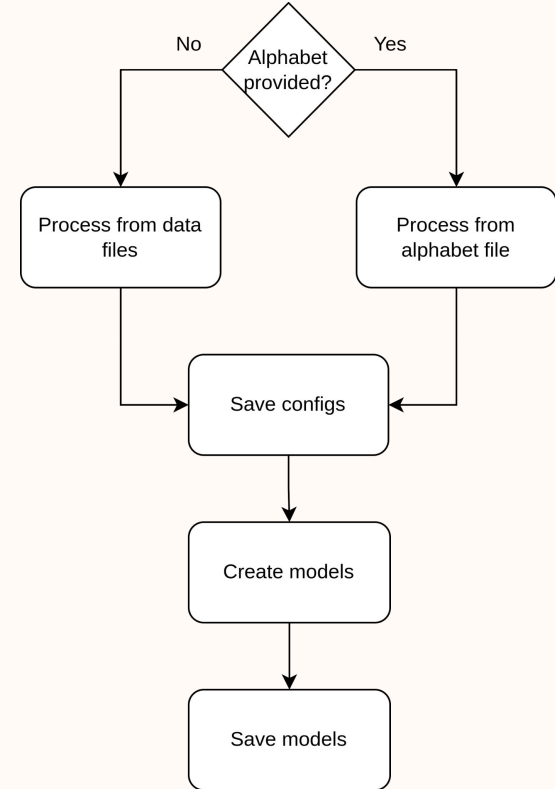 No
Alphabet
provided?
Yes
Process from data
files
Process from
alphabet file
Save configs
Create models
Save models